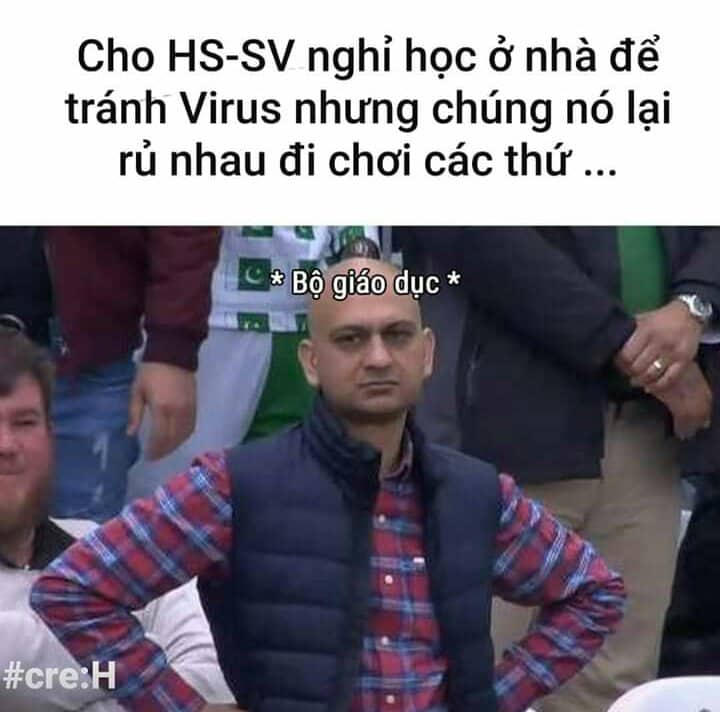 Cho HS-SV nghỉ học ở nhà để
tránh Virus nhưng chúng nó lại
rủ nhau đi chơi các thứ ...
* Bộ giáo dục *
#cre:H